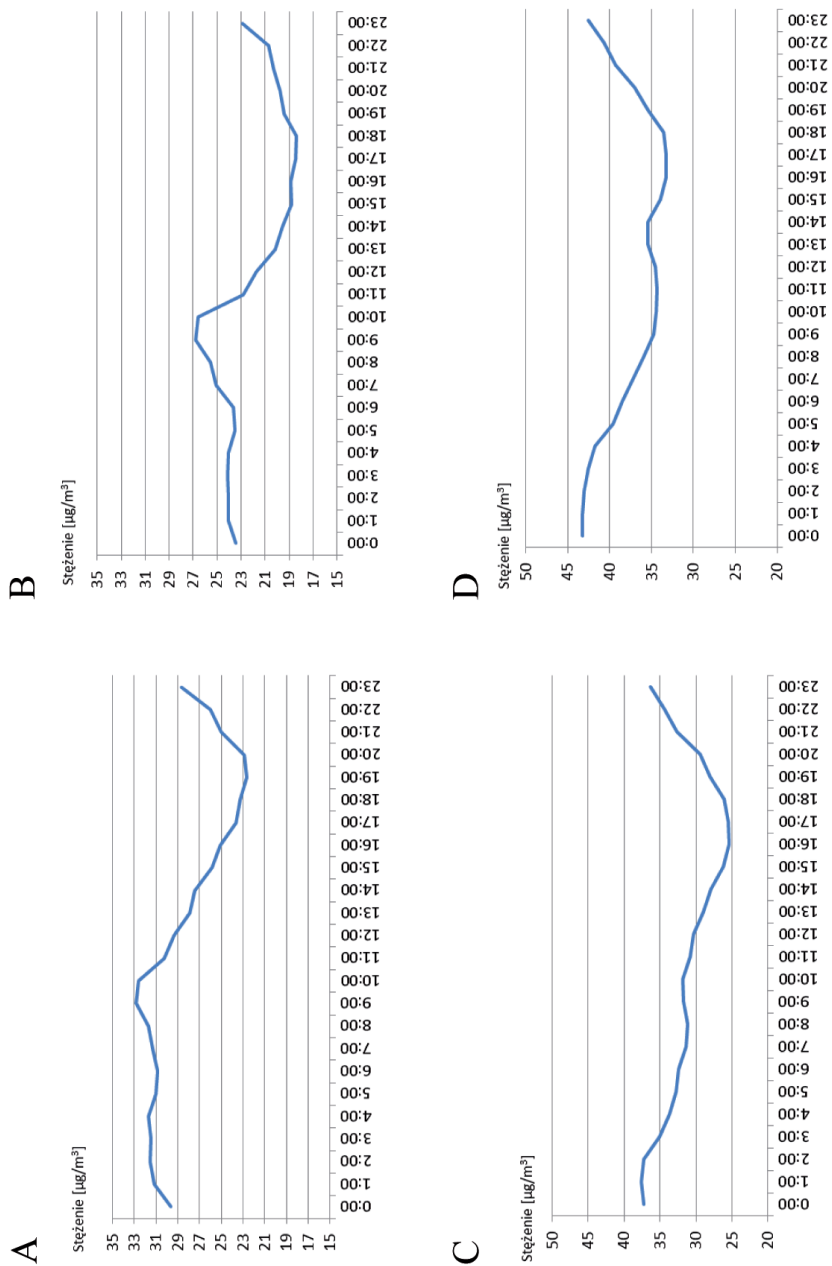 A
Stężenie [µg/m³]
35 33 31 29 27 25 23 21 19 17 15
0:00 1:00 2:00 3:00 4:00 5:00 6:00 7:00 8:00 9:00 10:00 11:00 12:00 13:00 14:00 15:00 16:00 17:00 18:00 19:00 20:00 21:00 22:00 23:00
B
Stężenie [µg/m³]
35 33 31 29 27 25 23 21 19 17 15
0:00 1:00 2:00 3:00 4:00 5:00 6:00 7:00 8:00 9:00 10:00 11:00 12:00 13:00 14:00 15:00 16:00 17:00 18:00 19:00 20:00 21:00 22:00 23:00
C
Stężenie [µg/m³]
50 45 40 35 30 25 20
0:00 1:00 2:00 3:00 4:00 5:00 6:00 7:00 8:00 9:00 10:00 11:00 12:00 13:00 14:00 15:00 16:00 17:00 18:00 19:00 20:00 21:00 22:00 23:00
D
Stężenie [µg/m³]
50 45 40 35 30 25 20
0:00 1:00 2:00 3:00 4:00 5:00 6:00 7:00 8:00 9:00 10:00 11:00 12:00 13:00 14:00 15:00 16:00 17:00 18:00 19:00 20:00 21:00 22:00 23:00